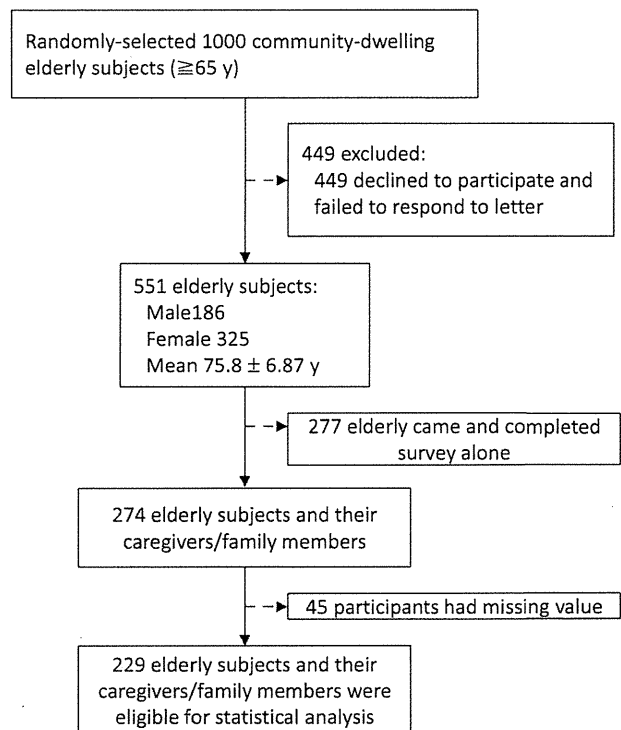 Randomly-selected 1000 community-dwelling
elderly subjects (≧65 y)
449 excluded:
449 declined to participate and
failed to respond to letter
551 elderly subjects:
Male186
Female 325
Mean 75.8 ± 6.87 y
277 elderly came and completed
survey alone
274 elderly subjects and their
caregivers/family members
45 participants had missing value
229 elderly subjects and their
caregivers/family members were
eligible for statistical analysis